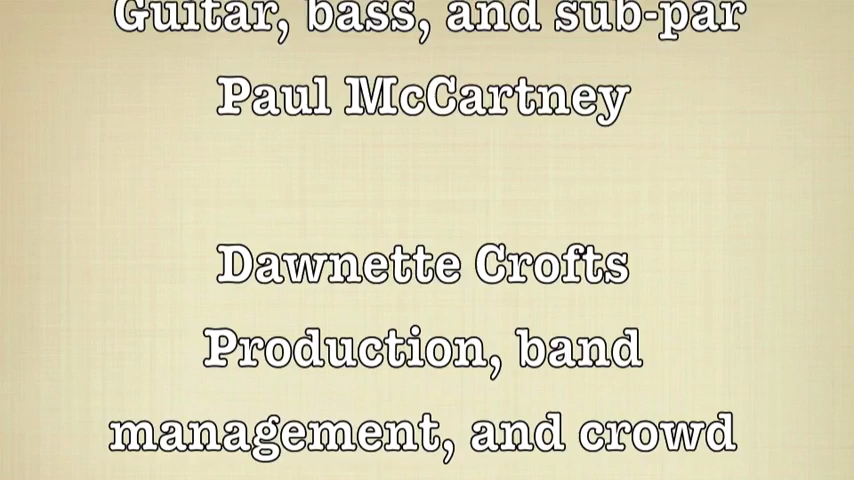 Guitar, bass, and sub-par
Paul McCartney
Dawnette Crofts
Production, band
management, and crowd